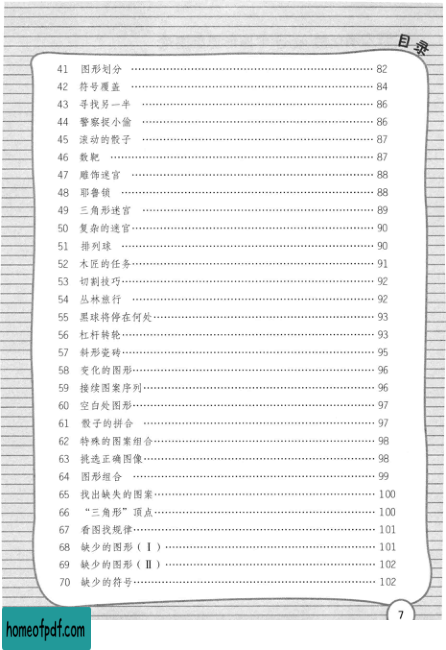 目录
41 图形划分 ………… 82
42 符号覆盖 ………… 84
43 寻找另一半 ………… 86
44 警察捉小偷 ………… 86
45 滚动的骰子 ………… 87
46 数靶 ………… 87
47 雕饰迷宫 ………… 88
48 耶鲁锁 ………… 88
49 三角形迷宫 ………… 89
50 复杂的迷宫 ………… 90
51 排列球 ………… 90
52 木匠的任务 ………… 91
53 切割技巧 ………… 92
54 丛林旅行 ………… 92
55 黑球将停在何处 ………… 93
56 杠杆转轮 ………… 93
57 斜形瓷砖 ………… 95
58 变化的图形 ………… 96
59 接续图案序列 ………… 96
60 空白处图形 ………… 97
61 骰子的拼合 ………… 97
62 特殊的图案组合 ………… 98
63 挑选正确图像 ………… 98
64 图形组合 ………… 99
65 找出缺失的图案 ………… 100
66 “三角形”顶点 ………… 100
67 看图找规律 ………… 101
68 缺少的图形(Ⅰ) ………… 101
69 缺少的图形(Ⅱ) ………… 102
70 缺少的符号 ………… 102
7
homeofpdf.com